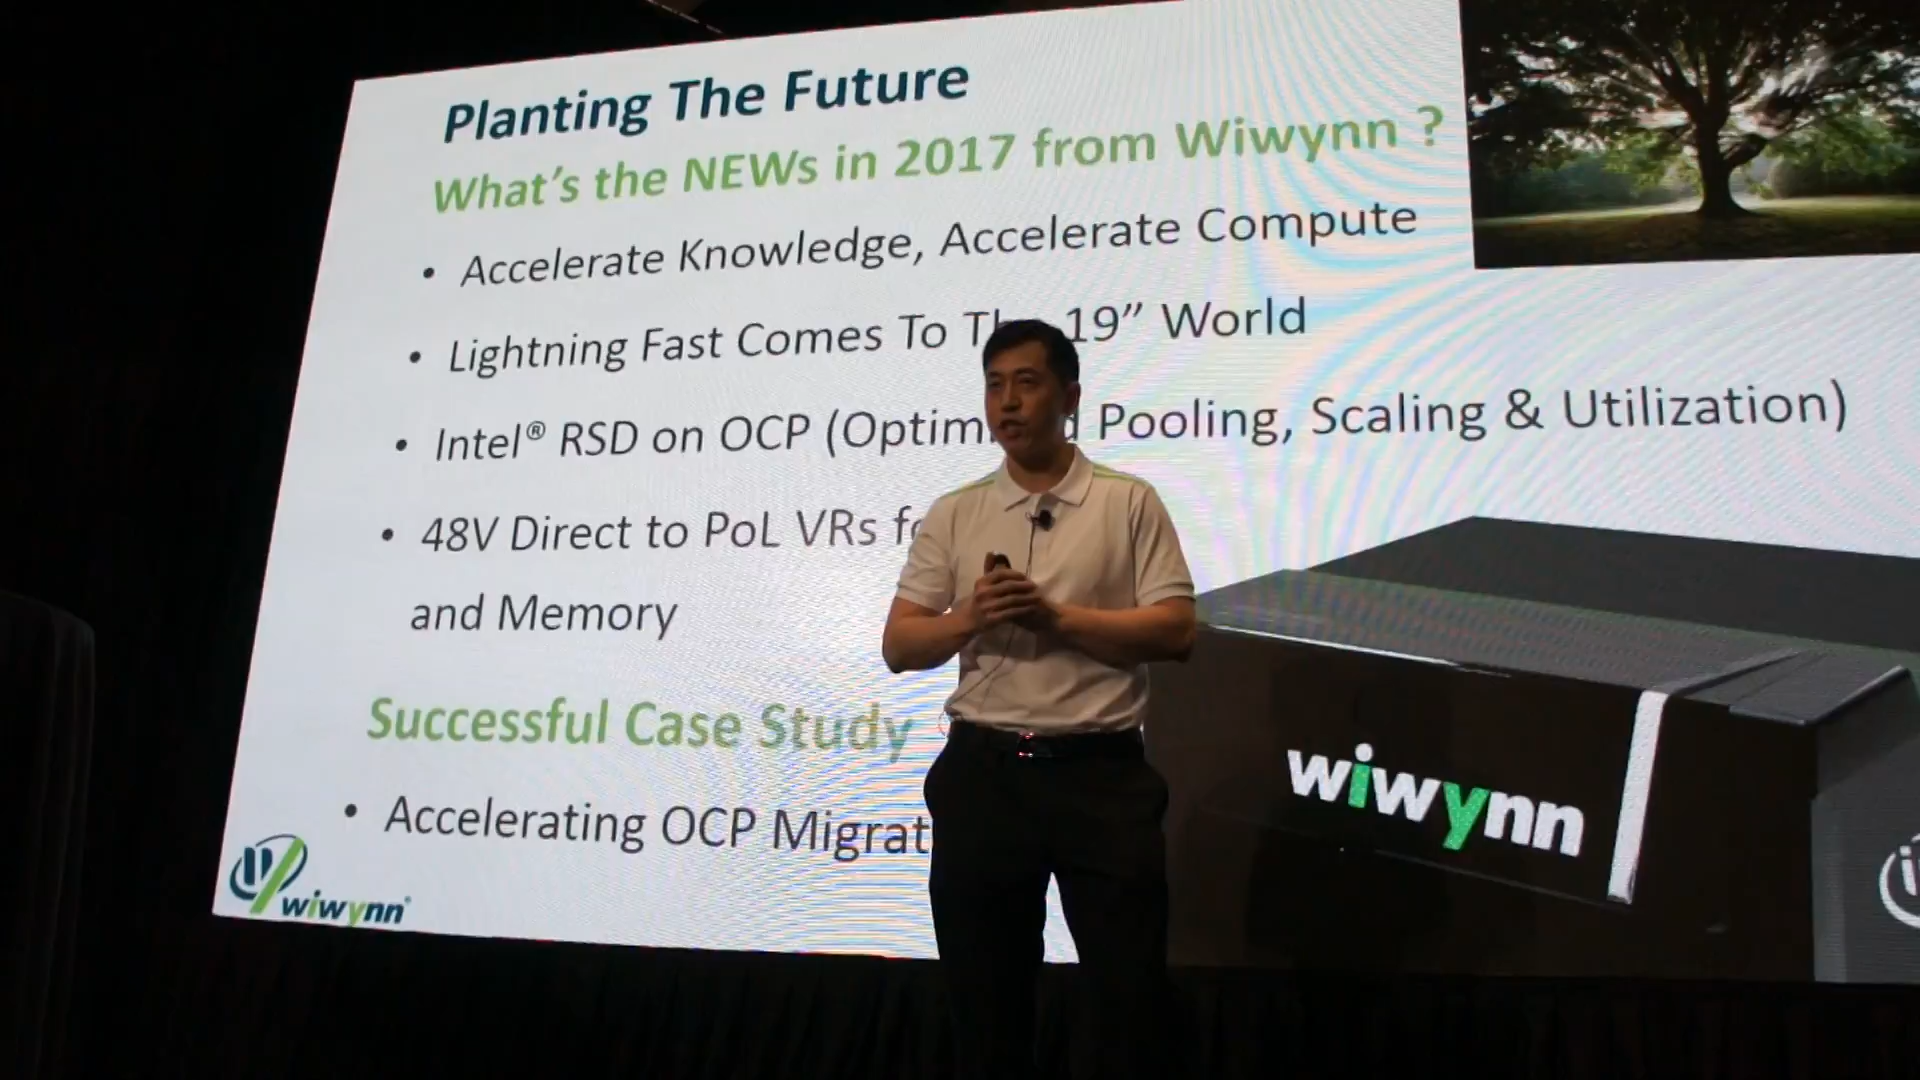 Planting The Future
What's the NEWs in 2017 from Wiwynn ?
• Accelerate Knowledge, Accelerate Compute
• Lightning Fast Comes To 19” World
• Intel® RSD on OCP ( Pooling, Scaling & Utilization)
• 48V Direct to PoL VRs
and Memory
Successful Case Study
• Accelerating OCP
wiwynn®
wiwynn